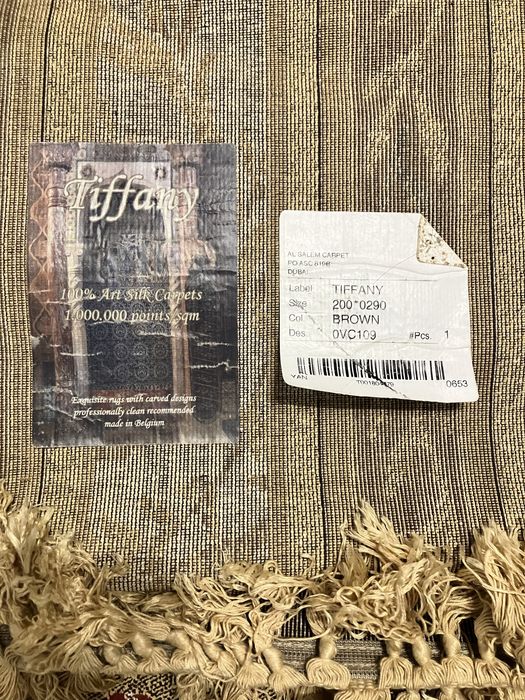 Tiffany
100% Art Silk Carpets
1,000,000 points/sqm
Exquisite rugs with carved designs
professionally clean recommended
made in Belgium
AL SALEM CARPET
DUBAI
Label TIFFANY
Size 200*0290
Col BROWN
Des. 0VC109 #Pcs. 1
0653